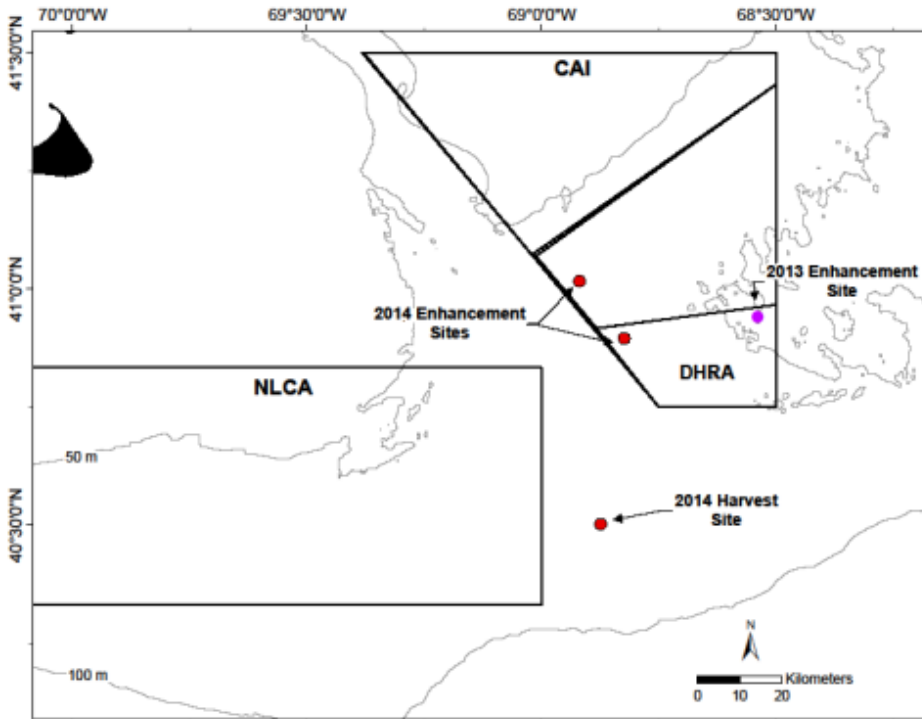 70°0'0"W 69°30'0"W 69°0'0"W 68°30'0"W
41°30'0"N
CAI
41°0'0"N
2013 Enhancement
Site
2014 Enhancement
Sites
DHRA
NLCA
50 m
2014 Harvest
Site
40°30'0"N
N
100 m
Kilometers
0 10 20